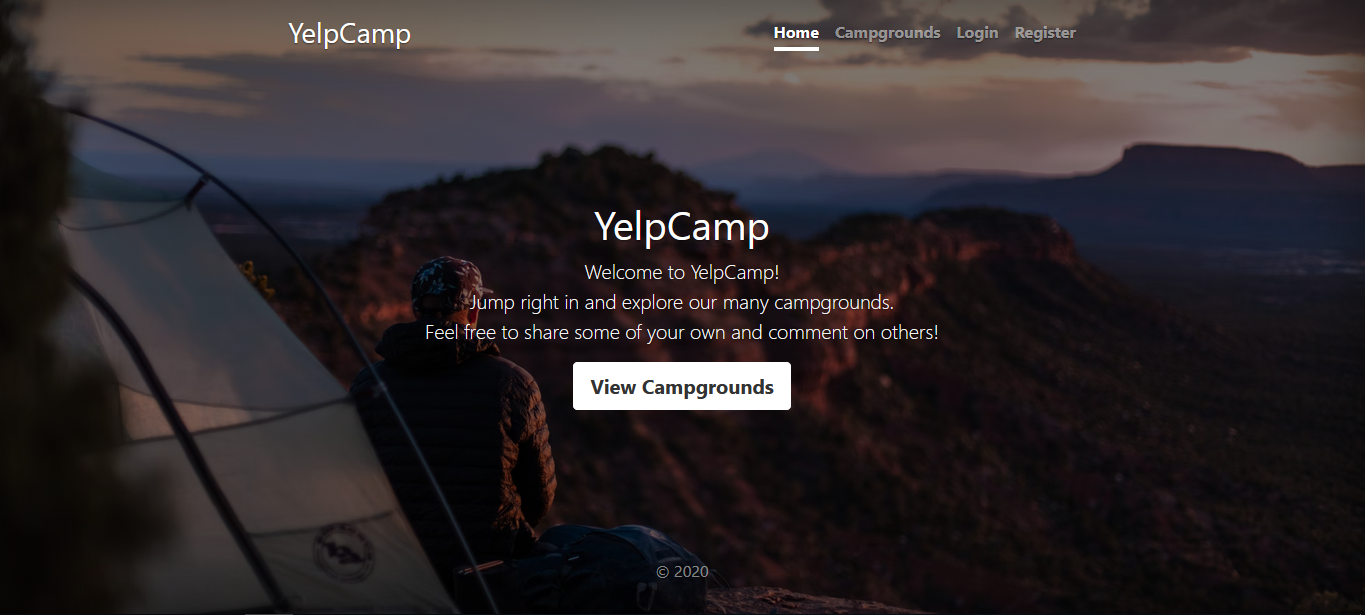 YelpCamp
Home Campgrounds Login Register
YelpCamp
Welcome to YelpCamp!
Jump right in and explore our many campgrounds.
Feel free to share some of your own and comment on others!
View Campgrounds
© 2020